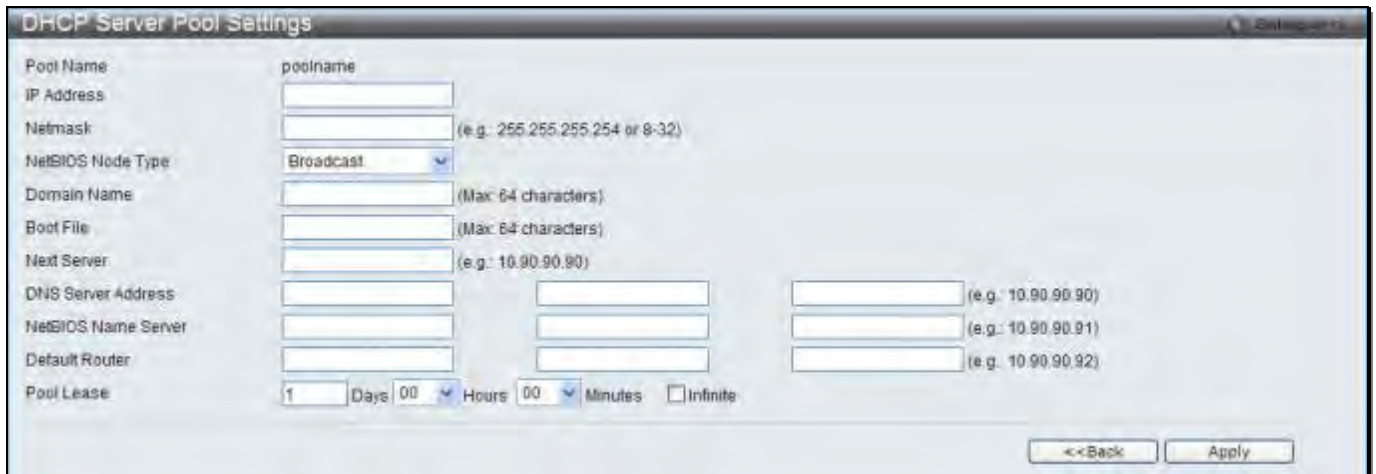 DHCP Server Pool Settings
Pool Name poolname
IP Address
Netmask (e.g.: 255.255.255.254 or 8-32)
NetBIOS Node Type Broadcast
Domain Name (Max: 64 characters)
Boot File (Max: 64 characters)
Next Server (e.g.: 10.90.90.90)
DNS Server Address (e.g.: 10.90.90.90)
NetBIOS Name Server (e.g.: 10.90.90.91)
Default Router (e.g. 10.90.90.92)
Pool Lease 1 Days 00 Hours 00 Minutes Infinite
<<Back Apply